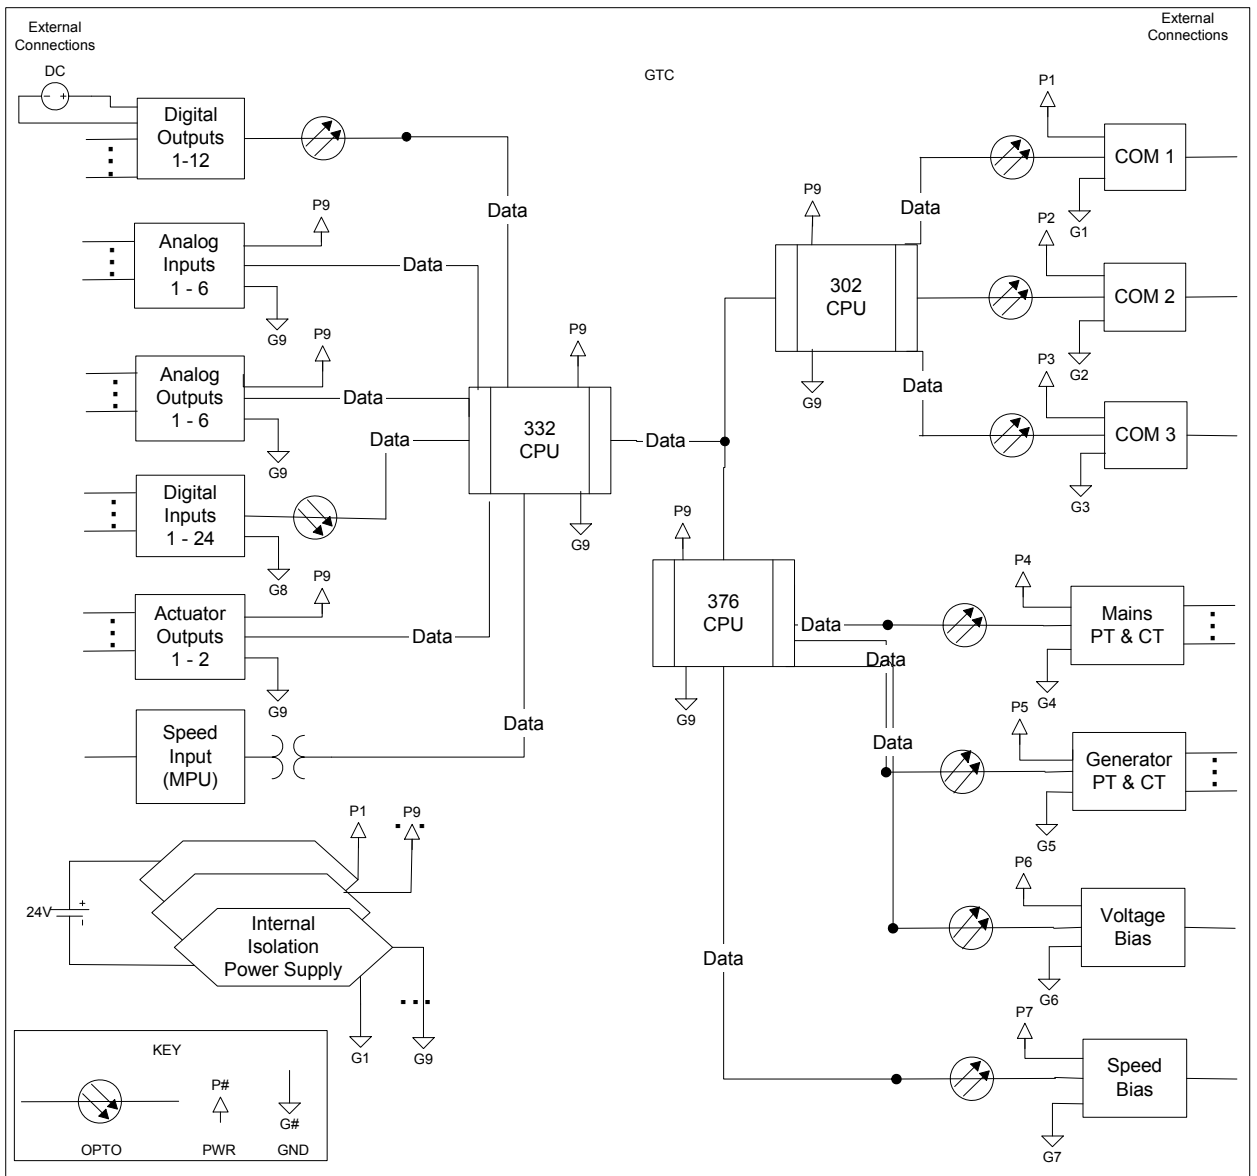 External
Connections
External
Connections
GTC
DC
- +
Digital
Outputs
1-12
Data
P9
Analog
Inputs
1 - 6
Data
G9
P9
Analog
Outputs
1 - 6
Data
G9
Data
Digital
Inputs
1 - 24
G8
P9
Actuator
Outputs
1 - 2
Data
G9
Speed
Input
(MPU)
Data
P9
332
CPU
G9
Data
P9
302
CPU
G9
Data
Data
P1
COM 1
G1
P2
COM 2
G2
P3
COM 3
G3
P9
376
CPU
G9
Data
Data
Data
Data
P4
Mains
PT & CT
G4
P5
Generator
PT & CT
G5
P6
Voltage
Bias
G6
P7
Speed
Bias
G7
P1
P9
24V
+
-
Internal
Isolation
Power Supply
G1
G9
KEY
P#
G#
OPTO
PWR
GND